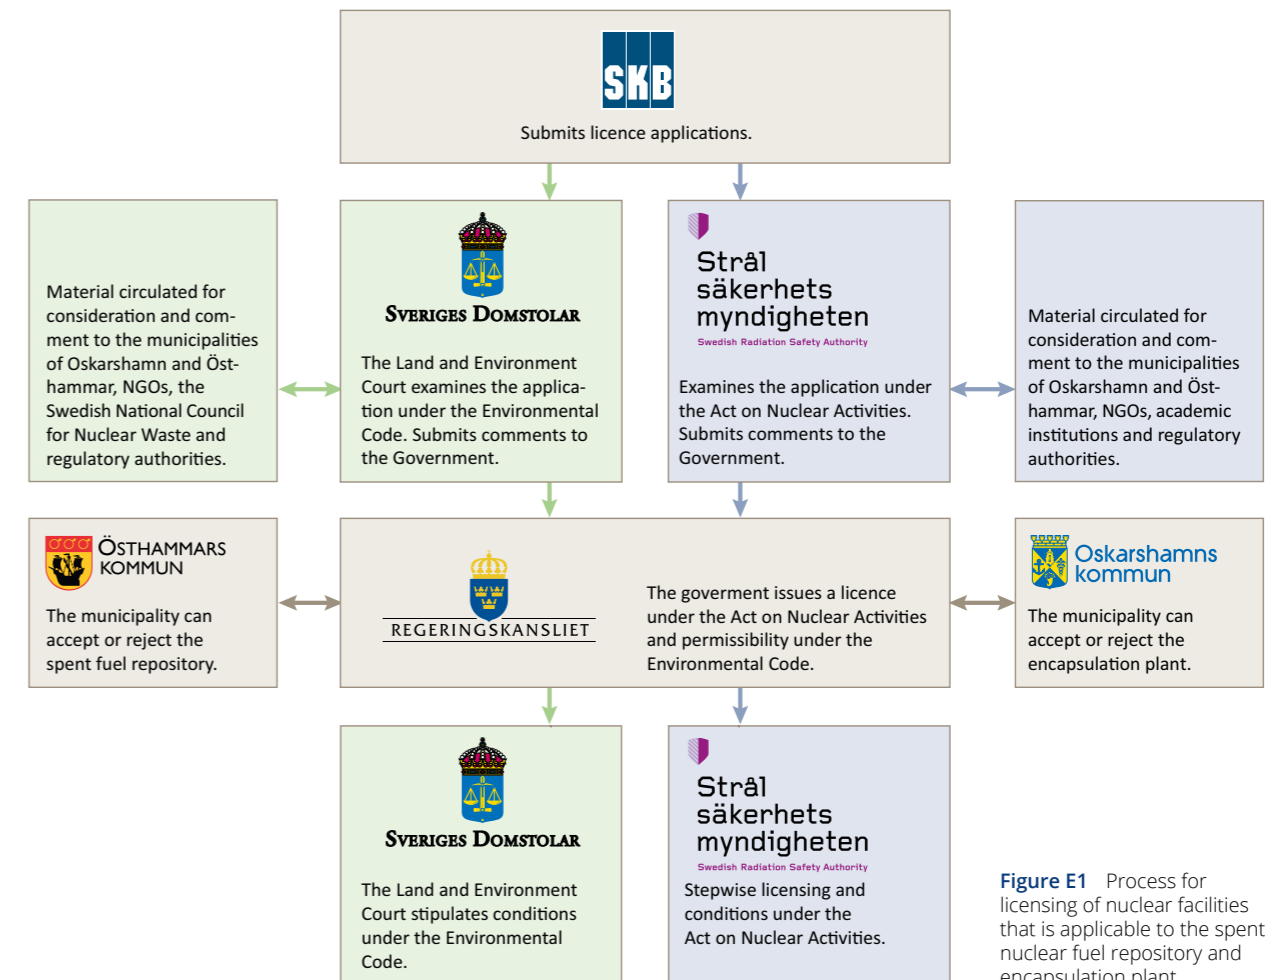 SKB
Submits licence applications.
Material circulated for
consideration and com-
ment to the municipalities
of Oskarshamn and Öst-
hammar, NGOs, the
Swedish National Council
for Nuclear Waste and
regulatory authorities.
SVERIGES DOMSTOLAR
The Land and Environment
Court examines the applica-
tion under the Environmental
Code. Submits comments to
the Government.
Strål
säkerhets
myndigheten
Swedish Radiation Safety Authority
Examines the application under
the Act on Nuclear Activities.
Submits comments to the
Government.
Material circulated for
consideration and com-
ment to the municipalities
of Oskarshamn and Öst-
hammar, NGOs, academic
institutions and regulatory
authorities.
ÖSTHAMMARS
KOMMUN
The municipality can
accept or reject the
spent fuel repository.
REGERINGSKANSLIET
The goverment issues a licence
under the Act on Nuclear Activities
and permissibility under the
Environmental Code.
Oskarshamns
kommun
The municipality can
accept or reject the
encapsulation plant.
SVERIGES DOMSTOLAR
The Land and Environment
Court stipulates conditions
under the Environmental
Code.
Strål
säkerhets
myndigheten
Swedish Radiation Safety Authority
Stepwise licensing and
conditions under the
Act on Nuclear Activities.
Figure E1 Process for
licensing of nuclear facilities
that is applicable to the spent
nuclear fuel repository and
encapsulation plant